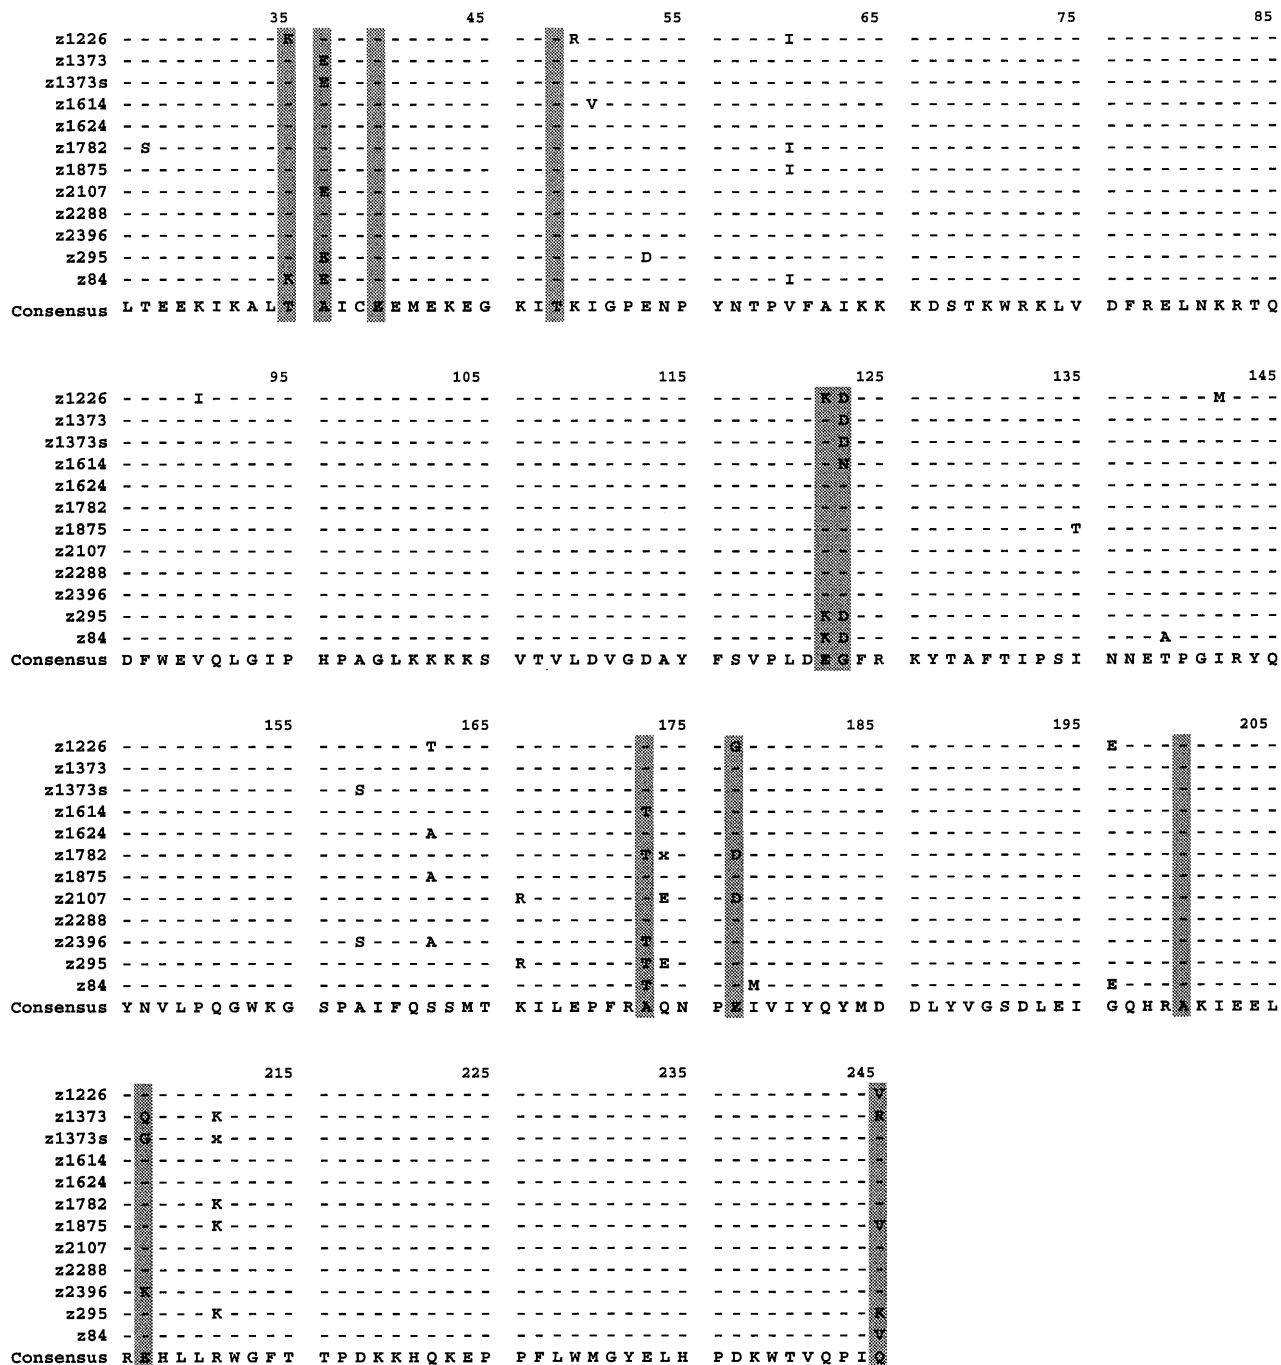 35 45 55 65 75 85
z1226 - - - - - - - - - K - - - - - - - - - - - - - R - - - - - - - - - - I - - - - - - - - - - - - - - - - - - - - - - - - -
z1373 - - - - - - - - - - E - - - - - - - - - - - - - - - - - - - - - - - - - - - - - - - - - - - - - - - - - - - - - - - - -
z1373s - - - - - - - - - - E - - - - - - - - - - - - - - - - - - - - - - - - - - - - - - - - - - - - - - - - - - - - - - - - -
z1614 - - - - - - - - - - - - - - - - - - - - - - - - V - - - - - - - - - - - - - - - - - - - - - - - - - - - - - - - - - - -
z1624 - - - - - - - - - - - - - - - - - - - - - - - - - - - - - - - - - - - - - - - - - - - - - - - - - - - - - - - - - - - -
z1782 - S - - - - - - - - - - - - - - - - - - - - - - - - - - - - - - - - I - - - - - - - - - - - - - - - - - - - - - - - - -
z1875 - - - - - - - - - - - - - - - - - - - - - - - - - - - - - - - - - - I - - - - - - - - - - - - - - - - - - - - - - - - -
z2107 - - - - - - - - - - E - - - - - - - - - - - - - - - - - - - - - - - - - - - - - - - - - - - - - - - - - - - - - - - - -
z2288 - - - - - - - - - - - - - - - - - - - - - - - - - - - - - - - - - - - - - - - - - - - - - - - - - - - - - - - - - - - -
z2396 - - - - - - - - - - - - - - - - - - - - - - - - - - - - - - - - - - - - - - - - - - - - - - - - - - - - - - - - - - - -
z295 - - - - - - - - - - E - - - - - - - - - - - - - - - - D - - - - - - - - - - - - - - - - - - - - - - - - - - - - - - - -
z84 - - - - - - - - - K E - - - - - - - - - - - - - - - - - - - - - - - I - - - - - - - - - - - - - - - - - - - - - - - - -
Consensus L T E E K I K A L T A I C E E M E K E G K I T K I G P E N P Y N T P V F A I K K K D S T K W R K L V D F R E L N K R T Q
95 105 115 125 135 145
z1226 - - - - I - - - - - - - - - - - - - - - - - - - - - - - - - - - - - - - K D - - - - - - - - - - - - - - - - - - M - - -
z1373 - - - - - - - - - - - - - - - - - - - - - - - - - - - - - - - - - - - - - D - - - - - - - - - - - - - - - - - - - - - -
z1373s - - - - - - - - - - - - - - - - - - - - - - - - - - - - - - - - - - - - - D - - - - - - - - - - - - - - - - - - - - - -
z1614 - - - - - - - - - - - - - - - - - - - - - - - - - - - - - - - - - - - - - N - - - - - - - - - - - - - - - - - - - - - -
z1624 - - - - - - - - - - - - - - - - - - - - - - - - - - - - - - - - - - - - - - - - - - - - - - - - - - - - - - - - - - - -
z1782 - - - - - - - - - - - - - - - - - - - - - - - - - - - - - - - - - - - - - - - - - - - - - - - - - - - - - - - - - - - -
z1875 - - - - - - - - - - - - - - - - - - - - - - - - - - - - - - - - - - - - - - - - - - - - - - - - - T - - - - - - - - - -
z2107 - - - - - - - - - - - - - - - - - - - - - - - - - - - - - - - - - - - - - - - - - - - - - - - - - - - - - - - - - - - -
z2288 - - - - - - - - - - - - - - - - - - - - - - - - - - - - - - - - - - - - - - - - - - - - - - - - - - - - - - - - - - - -
z2396 - - - - - - - - - - - - - - - - - - - - - - - - - - - - - - - - - - - - - - - - - - - - - - - - - - - - - - - - - - - -
z295 - - - - - - - - - - - - - - - - - - - - - - - - - - - - - - - - - - - - K D - - - - - - - - - - - - - - - - - - - - - -
z84 - - - - - - - - - - - - - - - - - - - - - - - - - - - - - - - - - - - - K D - - - - - - - - - - - - - - - A - - - - - -
Consensus D F W E V Q L G I P H P A G L K K K K S V T V L D V G D A Y F S V P L D E G F R K Y T A F T I P S I N N E T P G I R Y Q
155 165 175 185 195 205
z1226 - - - - - - - - - - - - - - - - T - - - - - - - - - - - - - - G - - - - - - - - - - - - - - - - - - E - - - - - - - - -
z1373 - - - - - - - - - - - - - - - - - - - - - - - - - - - - - - - - - - - - - - - - - - - - - - - - - - - - - - - - - - - -
z1373s - - - - - - - - - - - - S - - - - - - - - - - - - - - - - - - - - - - - - - - - - - - - - - - - - - - - - - - - - - - -
z1614 - - - - - - - - - - - - - - - - - - - - - - - - - - - T - - - - - - - - - - - - - - - - - - - - - - - - - - - - - - - -
z1624 - - - - - - - - - - - - - - - - A - - - - - - - - - - - - - - - - - - - - - - - - - - - - - - - - - - - - - - - - - - -
z1782 - - - - - - - - - - - - - - - - - - - - - - - - - - - T x - - D - - - - - - - - - - - - - - - - - - - - - - - - - - - -
z1875 - - - - - - - - - - - - - - - - A - - - - - - - - - - - - - - - - - - - - - - - - - - - - - - - - - - - - - - - - - - -
z2107 - - - - - - - - - - - - - - - - - - - - R - - - - - - - E - - D - - - - - - - - - - - - - - - - - - - - - - - - - - - -
z2288 - - - - - - - - - - - - - - - - - - - - - - - - - - - - - - - - - - - - - - - - - - - - - - - - - - - - - - - - - - - -
z2396 - - - - - - - - - - - - S - - - A - - - - - - - - - - T - - - - - - - - - - - - - - - - - - - - - - - - - - - - - - - -
z295 - - - - - - - - - - - - - - - - - - - - R - - - - - - T E - - - - - - - - - - - - - - - - - - - - - - - - - - - - - - -
z84 - - - - - - - - - - - - - - - - - - - - - - - - - - - T - - - - M - - - - - - - - - - - - - - - - - E - - - - - - - - -
Consensus Y N V L P Q G W K G S P A I F Q S S M T K I L E P F R A Q N P E I V I Y Q Y M D D L Y V G S D L E I G Q H R A K I E E L
215 225 235 245
z1226 - - - - - - - - - - - - - - - - - - - - - - - - - - - - - - - - - - - - - - - V
z1373 - Q - - - K - - - - - - - - - - - - - - - - - - - - - - - - - - - - - - - - - R
z1373s - G - - - x - - - - - - - - - - - - - - - - - - - - - - - - - - - - - - - - - -
z1614 - - - - - - - - - - - - - - - - - - - - - - - - - - - - - - - - - - - - - - - -
z1624 - - - - - - - - - - - - - - - - - - - - - - - - - - - - - - - - - - - - - - - -
z1782 - - - - - K - - - - - - - - - - - - - - - - - - - - - - - - - - - - - - - - - -
z1875 - - - - - K - - - - - - - - - - - - - - - - - - - - - - - - - - - - - - - - - V
z2107 - - - - - - - - - - - - - - - - - - - - - - - - - - - - - - - - - - - - - - - -
z2288 - - - - - - - - - - - - - - - - - - - - - - - - - - - - - - - - - - - - - - - -
z2396 - K - - - - - - - - - - - - - - - - - - - - - - - - - - - - - - - - - - - - - -
z295 - - - - - K - - - - - - - - - - - - - - - - - - - - - - - - - - - - - - - - - K
z84 - - - - - - - - - - - - - - - - - - - - - - - - - - - - - - - - - - - - - - - V
Consensus R E H L L R W G F T T P D K K H Q K E P P F L W M G Y E L H P D K W T V Q P I Q